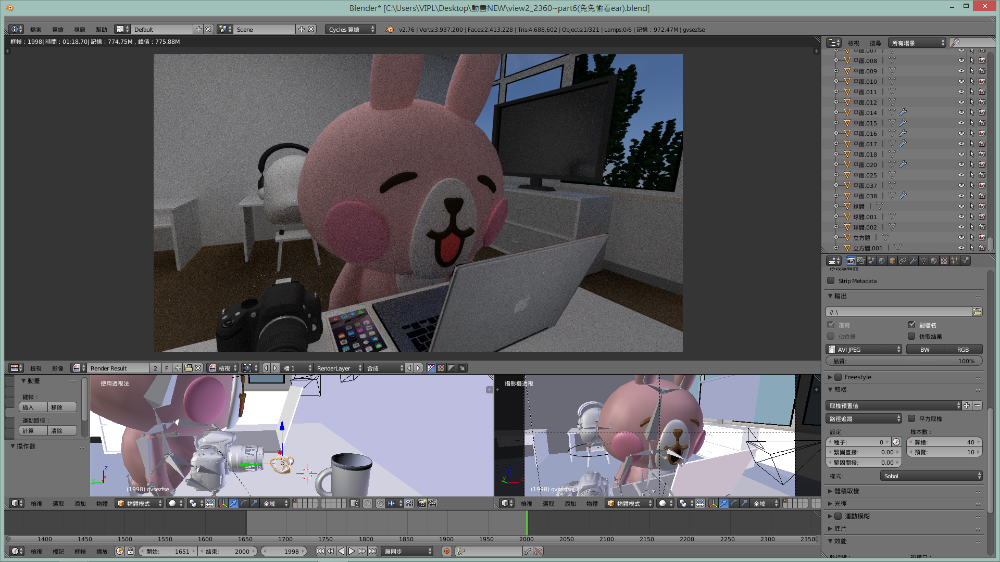 Blender* [C:\Users\VIPL\Desktop\動畫NEW\view2_2360~part6(兔兔偷看ear).blend]
檔案 算繪 視窗 幫助 Default Scene Cycles 算繪 v2.76 | Verts:3,937,200 | Faces:2,413,228 | Tris:4,688,602 | Objects:1/321 | Lamps:0/6 | 記憶：972.47M | gvsezfse
框幀：1998| 時間：01:18.70| 記憶：774.75M , 峰值：775.88M
檢視 搜尋 所有場景
平面.007
平面.008
平面.009
平面.010
平面.011
平面.012
平面.014
平面.015
平面.016
平面.017
平面.018
平面.020
平面.025
平面.037
平面.038
球體
球體.001
球體.002
立方體
立方體.001
序段編輯器
Strip Metadata
輸出
//..\
覆寫 副檔名
佔位器 快取結果
AVI JPEG BW RGB
品質: 100%
Freestyle
取樣
取樣預置值
路徑追蹤 平方取樣
設定： 樣本數：
種子: 0 算繪: 40
緊固直接: 0.00 預覽: 10
緊固間接: 0.00
樣式: Sobol
體積取樣
光徑
運動模糊
底片
效能
檢視 影像 Render Result 2 F 檢視 槽 1 RenderLayer 合成
動畫
鍵幀：
插入 移除
運動路徑：
計算 清除
操作器
使用透視法
(1998) gvsezfse
攝影機透視
(1998) gvsezfse
檢視 選取 添加 物體 物體模式 全域
檢視 選取 添加 物體 物體模式 全域
1400 1450 1500 1550 1600 1650 1700 1750 1800 1850 1900 1950 2000 2050 2100 2150 2200 2250 2300 2350
檢視 標記 框幀 播放 開始: 1651 結束: 2000 1998 無同步